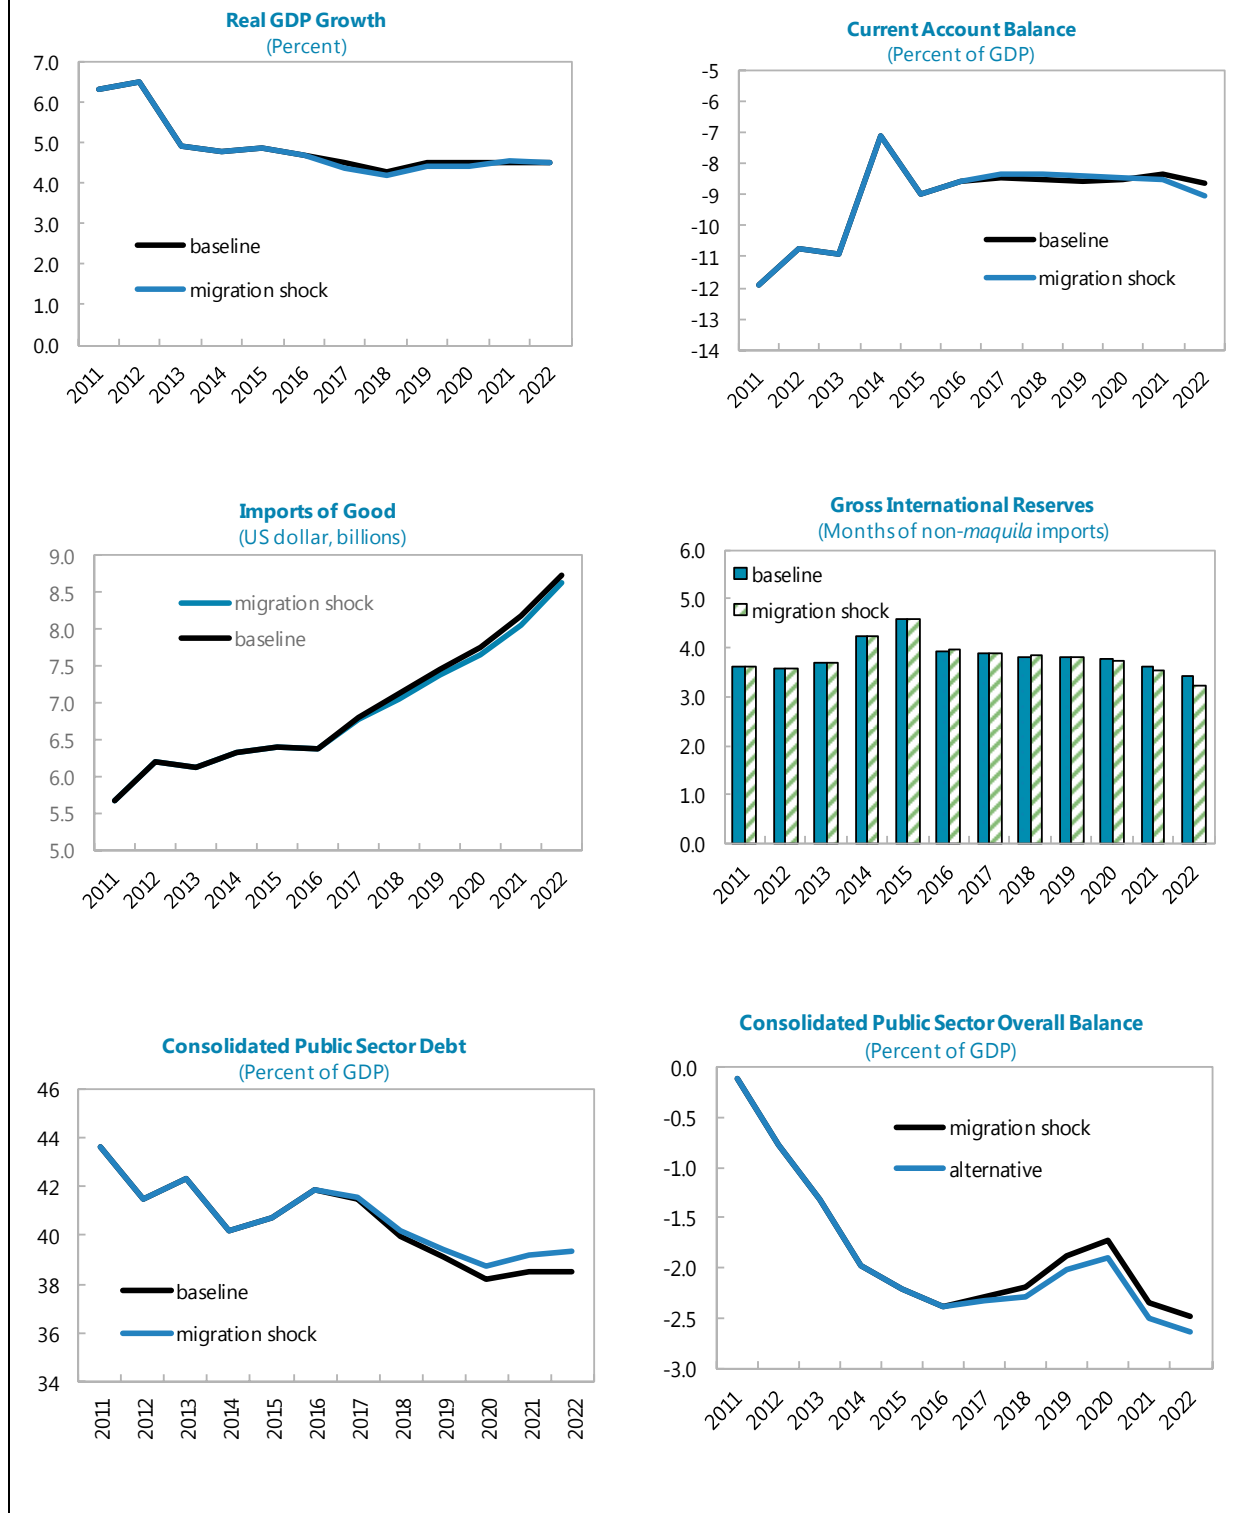 Real GDP Growth
(Percent)
7.0
6.0
5.0
4.0
3.0
2.0
1.0
0.0
baseline
migration shock
2011 2012 2013 2014 2015 2016 2017 2018 2019 2020 2021 2022
Current Account Balance
(Percent of GDP)
-5
-6
-7
-8
-9
-10
-11
-12
-13
-14
baseline
migration shock
2011 2012 2013 2014 2015 2016 2017 2018 2019 2020 2021 2022
Imports of Good
(US dollar, billions)
9.0
8.5
8.0
7.5
7.0
6.5
6.0
5.5
5.0
migration shock
baseline
2011 2012 2013 2014 2015 2016 2017 2018 2019 2020 2021 2022
Gross International Reserves
(Months of non-maquila imports)
6.0
5.0
4.0
3.0
2.0
1.0
0.0
baseline
migration shock
2011 2012 2013 2014 2015 2016 2017 2018 2019 2020 2021 2022
Consolidated Public Sector Debt
(Percent of GDP)
46
44
42
40
38
36
34
baseline
migration shock
2011 2012 2013 2014 2015 2016 2017 2018 2019 2020 2021 2022
Consolidated Public Sector Overall Balance
(Percent of GDP)
0.0
-0.5
-1.0
-1.5
-2.0
-2.5
-3.0
migration shock
alternative
2011 2012 2013 2014 2015 2016 2017 2018 2019 2020 2021 2022